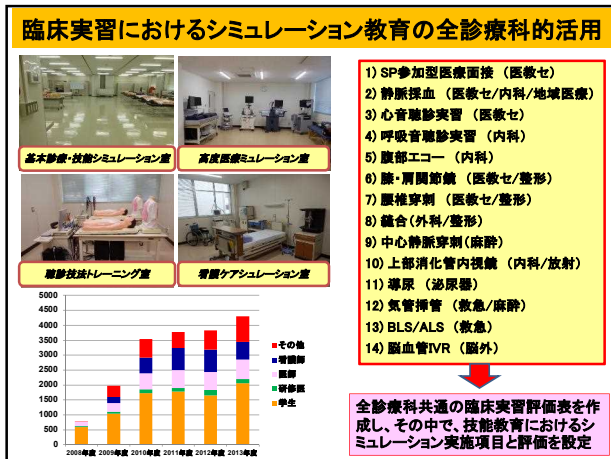 臨床実習におけるシミュレーション教育の全診療科的活用
基本診療・技能シミュレーション室
高度医療ミュレーション室
聴診技法トレーニング室
看護ケアシュレーション室
5000
4500
4000
3500
3000
2500
2000
1500
1000
500
0
2008年度 2009年度 2010年度 2011年度 2012年度 2013年度
その他
看護師
医師
研修医
学生
1) SP参加型医療面接 (医教セ)
2) 静脈採血 (医教セ/内科/地域医療)
3) 心音聴診実習 (医教セ)
4) 呼吸音聴診実習 (内科)
5) 腹部エコー (内科)
6) 膝・肩関節鏡 (医教セ/整形)
7) 腰椎穿刺 (医教セ/整形)
8) 縫合(外科/整形)
9) 中心静脈穿刺(麻酔)
10) 上部消化管内視鏡 (内科/放射)
11) 導尿 (泌尿器)
12) 気管挿管 (救急/麻酔)
13) BLS/ALS (救急)
14) 脳血管IVR (脳外)
全診療科共通の臨床実習評価表を作
成し、その中で、技能教育におけるシ
ミュレーション実施項目と評価を設定